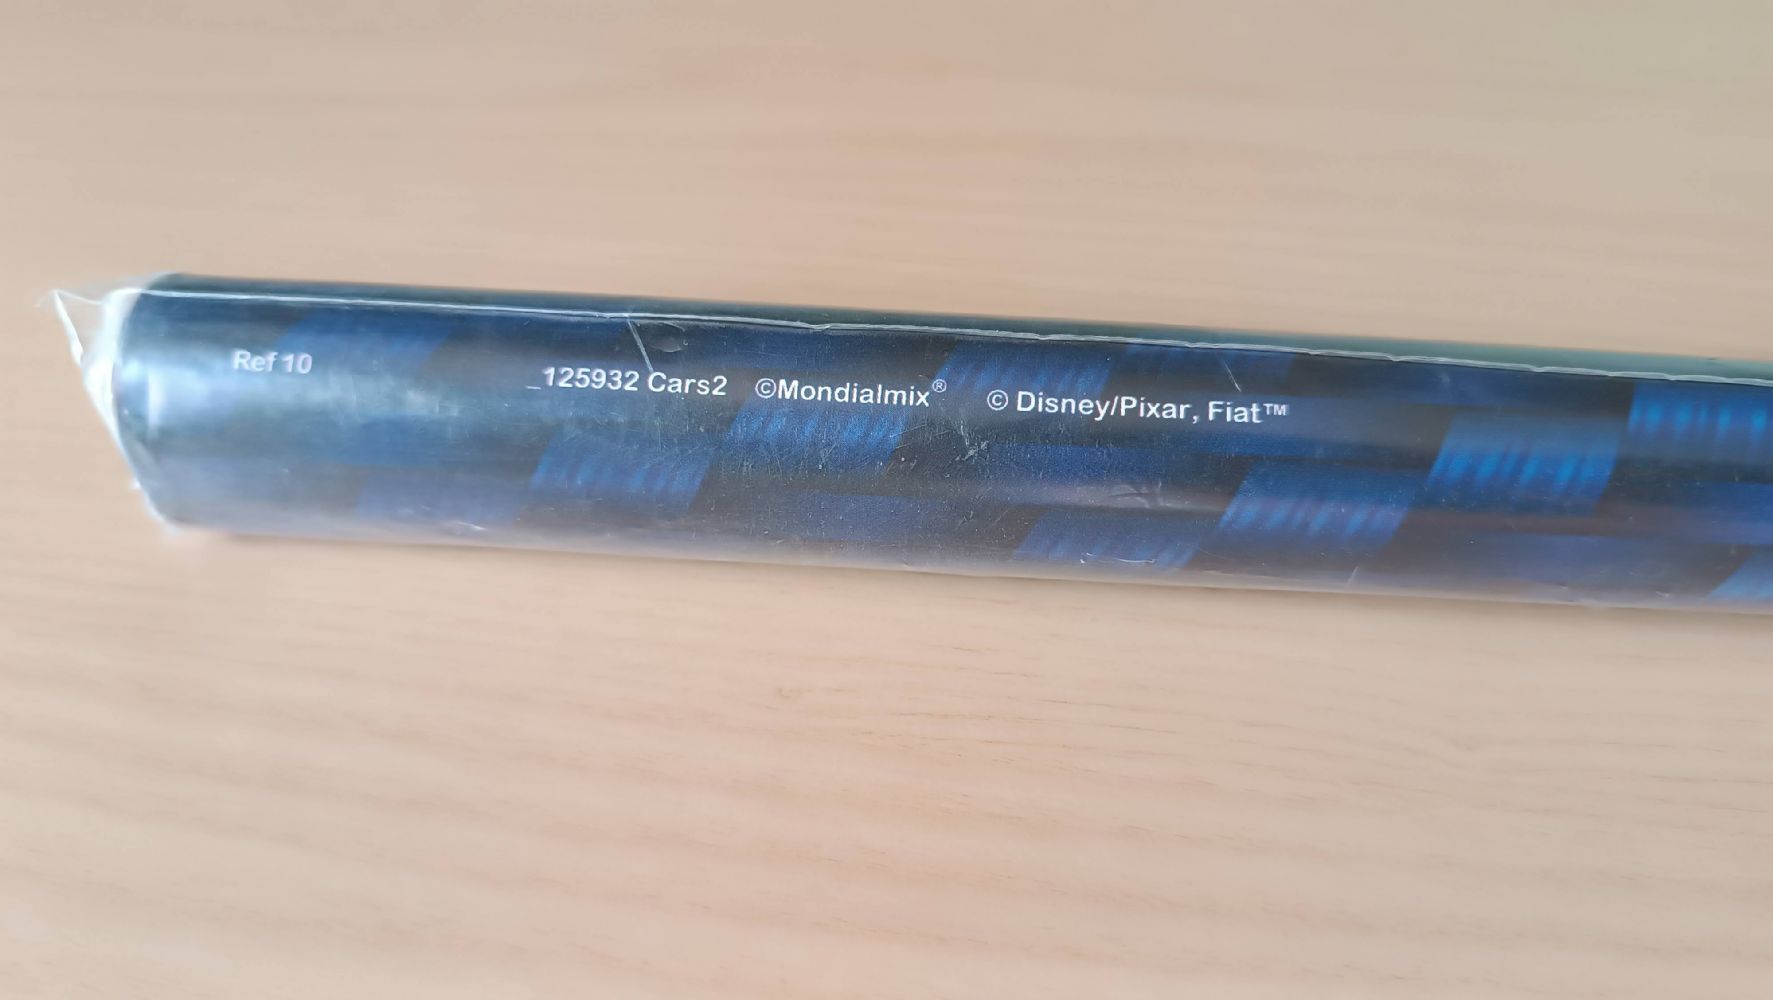 Ref 10 _125932 Cars2 ©Mondialmix® © Disney/Pixar, Fiat™